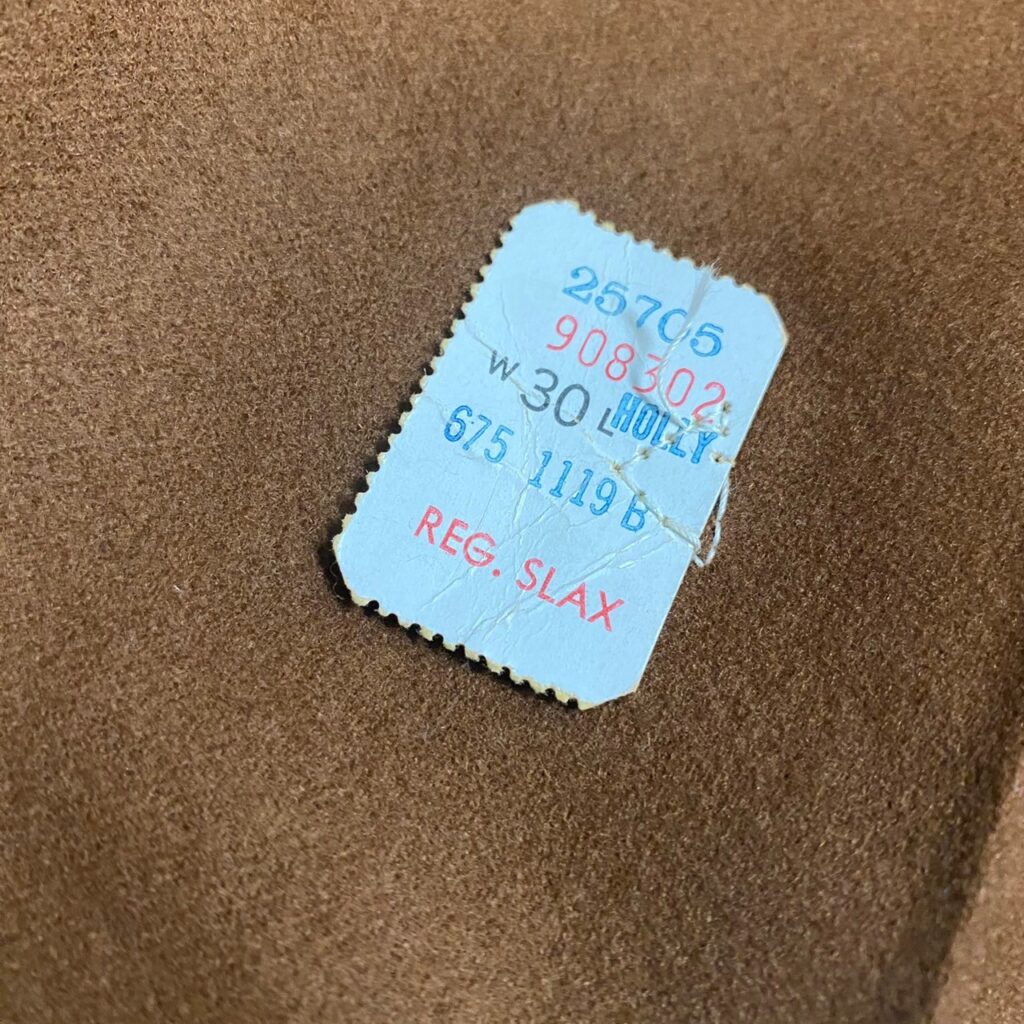 25705
908302
W 30 L HOLLY
675 1119 B
REG. SLAX